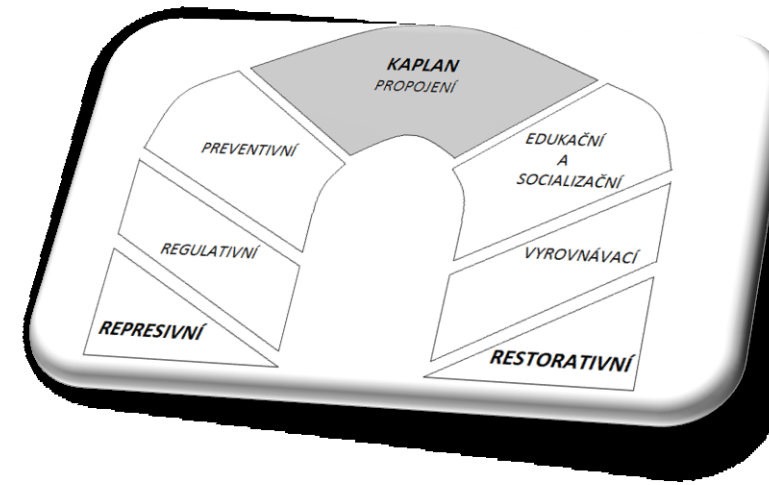 KAPLAN
PROPOJENÍ
PREVENTIVNÍ
EDUKAČNÍ
A
SOCIALIZAČNÍ
REGULATIVNÍ
VYROVNÁVACÍ
REPRESIVNÍ
RESTORATIVNÍ